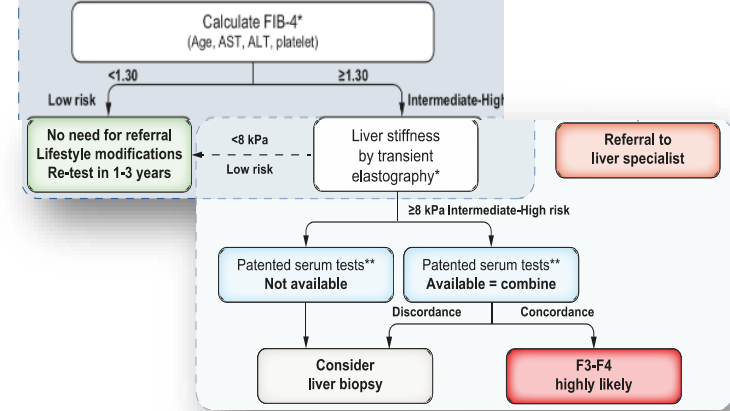 Calculate FIB-4*
(Age, AST, ALT, platelet)
<1.30
≥1.30
Low risk
Intermediate-High
No need for referral
Lifestyle modifications
Re-test in 1-3 years
<8 kPa
Low risk
Liver stiffness
by transient
elastography*
Referral to
liver specialist
≥8 kPa Intermediate-High risk
Patented serum tests**
Not available
Patented serum tests**
Available = combine
Discordance
Concordance
Consider
liver biopsy
F3-F4
highly likely